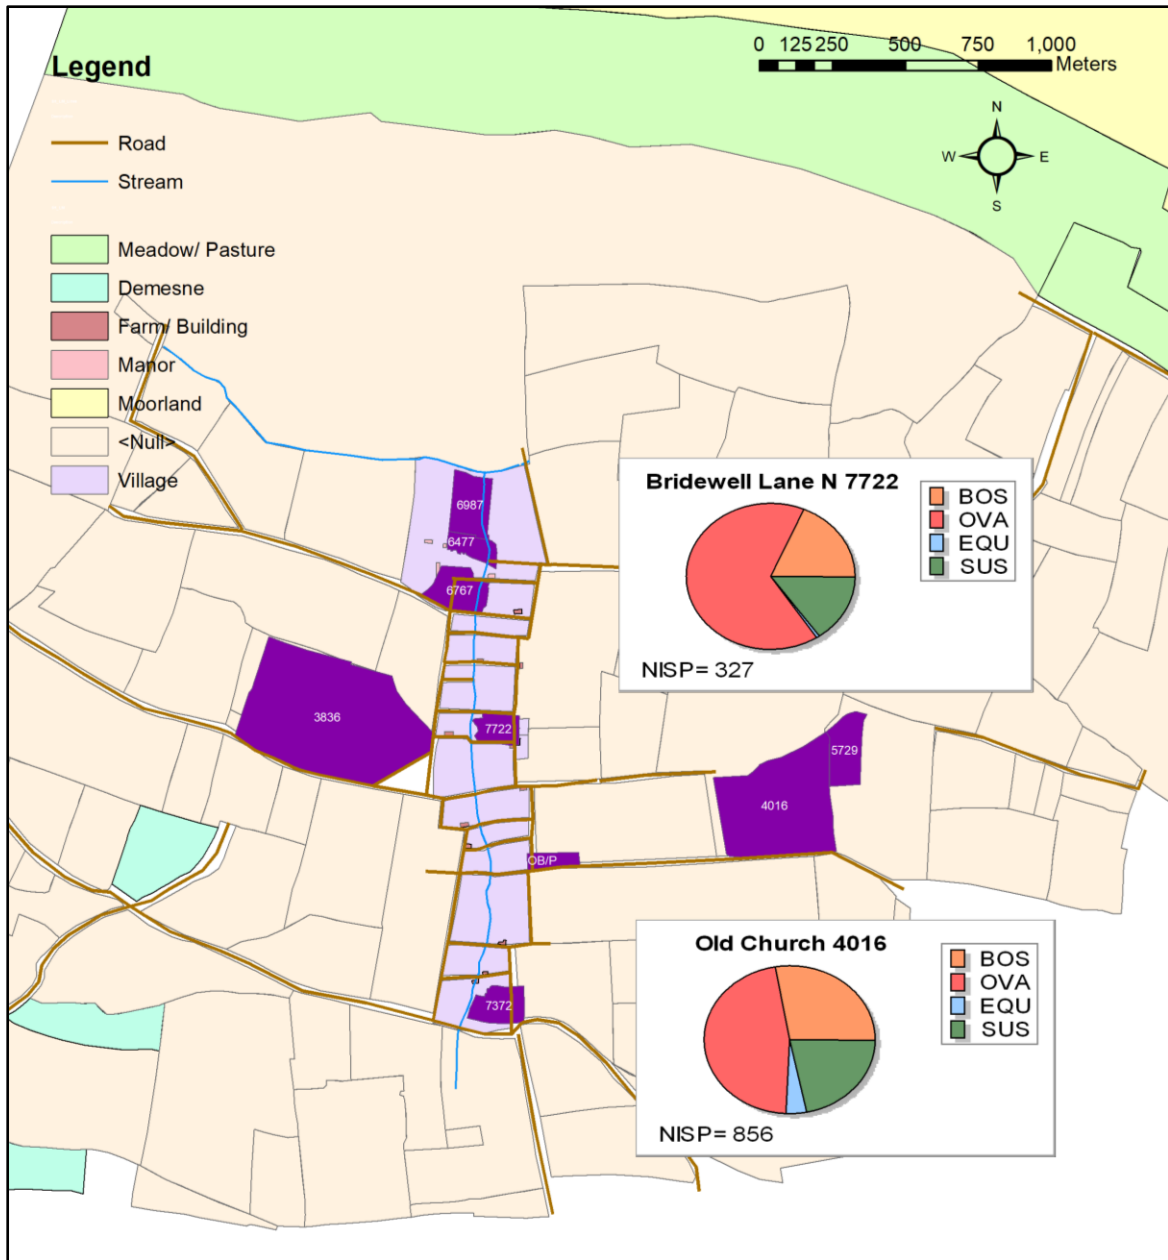 Legend
Road
Stream
Meadow/ Pasture
Demesne
Farm/ Building
Manor
Moorland
<Null>
Village
0 125 250 500 750 1,000
Meters
N
W E
S
6987
6477
6767
3836
7722
5729
4016
OB/P
7372
Bridewell Lane N 7722
BOS
OVA
EQU
SUS
NISP= 327
Old Church 4016
BOS
OVA
EQU
SUS
NISP= 856